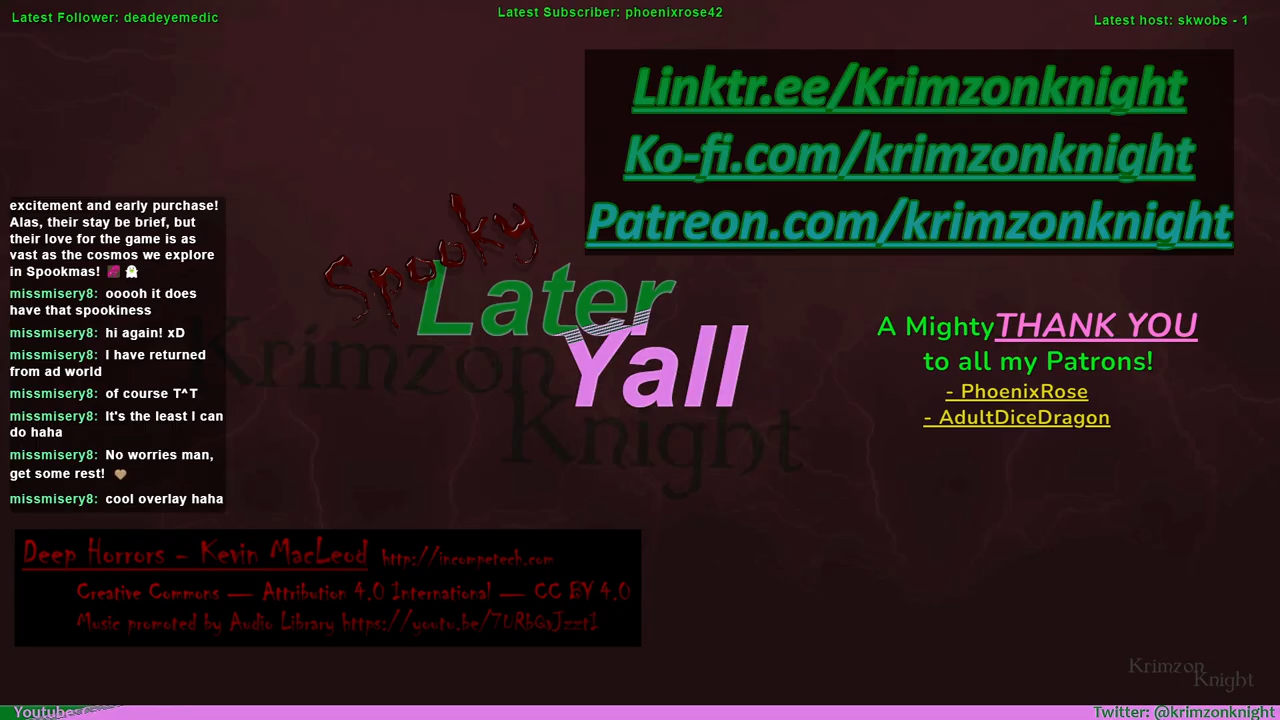 Latest Follower: deadeyemedic
Latest Subscriber: phoenixrose42
Latest host: skwobs - 1
Linktr.ee/Krimzonknight
Ko-fi.com/krimzonknight
Patreon.com/krimzonknight
excitement and early purchase!
Alas, their stay be brief, but
their love for the game is as
vast as the cosmos we explore
in Spookmas!
missmisery8: ooooh it does
have that spookiness
missmisery8: hi again! xD
missmisery8: I have returned
from ad world
missmisery8: of course T^T
missmisery8: It's the least I can
do haha
missmisery8: No worries man,
get some rest!
missmisery8: cool overlay haha
Spooky
Later
Yall
Krimzon
Knight
A Mighty THANK YOU
to all my Patrons!
- PhoenixRose
- AdultDiceDragon
Deep Horrors – Kevin MacLeod http://incompetech.com
Creative Commons — Attribution 4.0 International — CC BY 4.0
Music promoted by Audio Library
Krimzon
Knight
Twitter: @krimzonknight